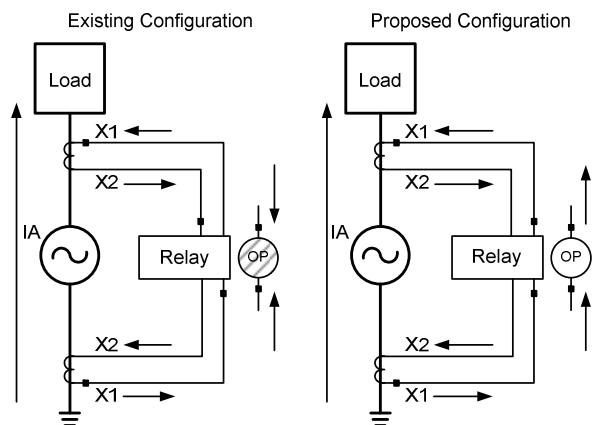 Existing Configuration
Proposed Configuration
Load
X1
X2
IA
Relay
OP
X2
X1
Load
X1
X2
IA
Relay
OP
X2
X1